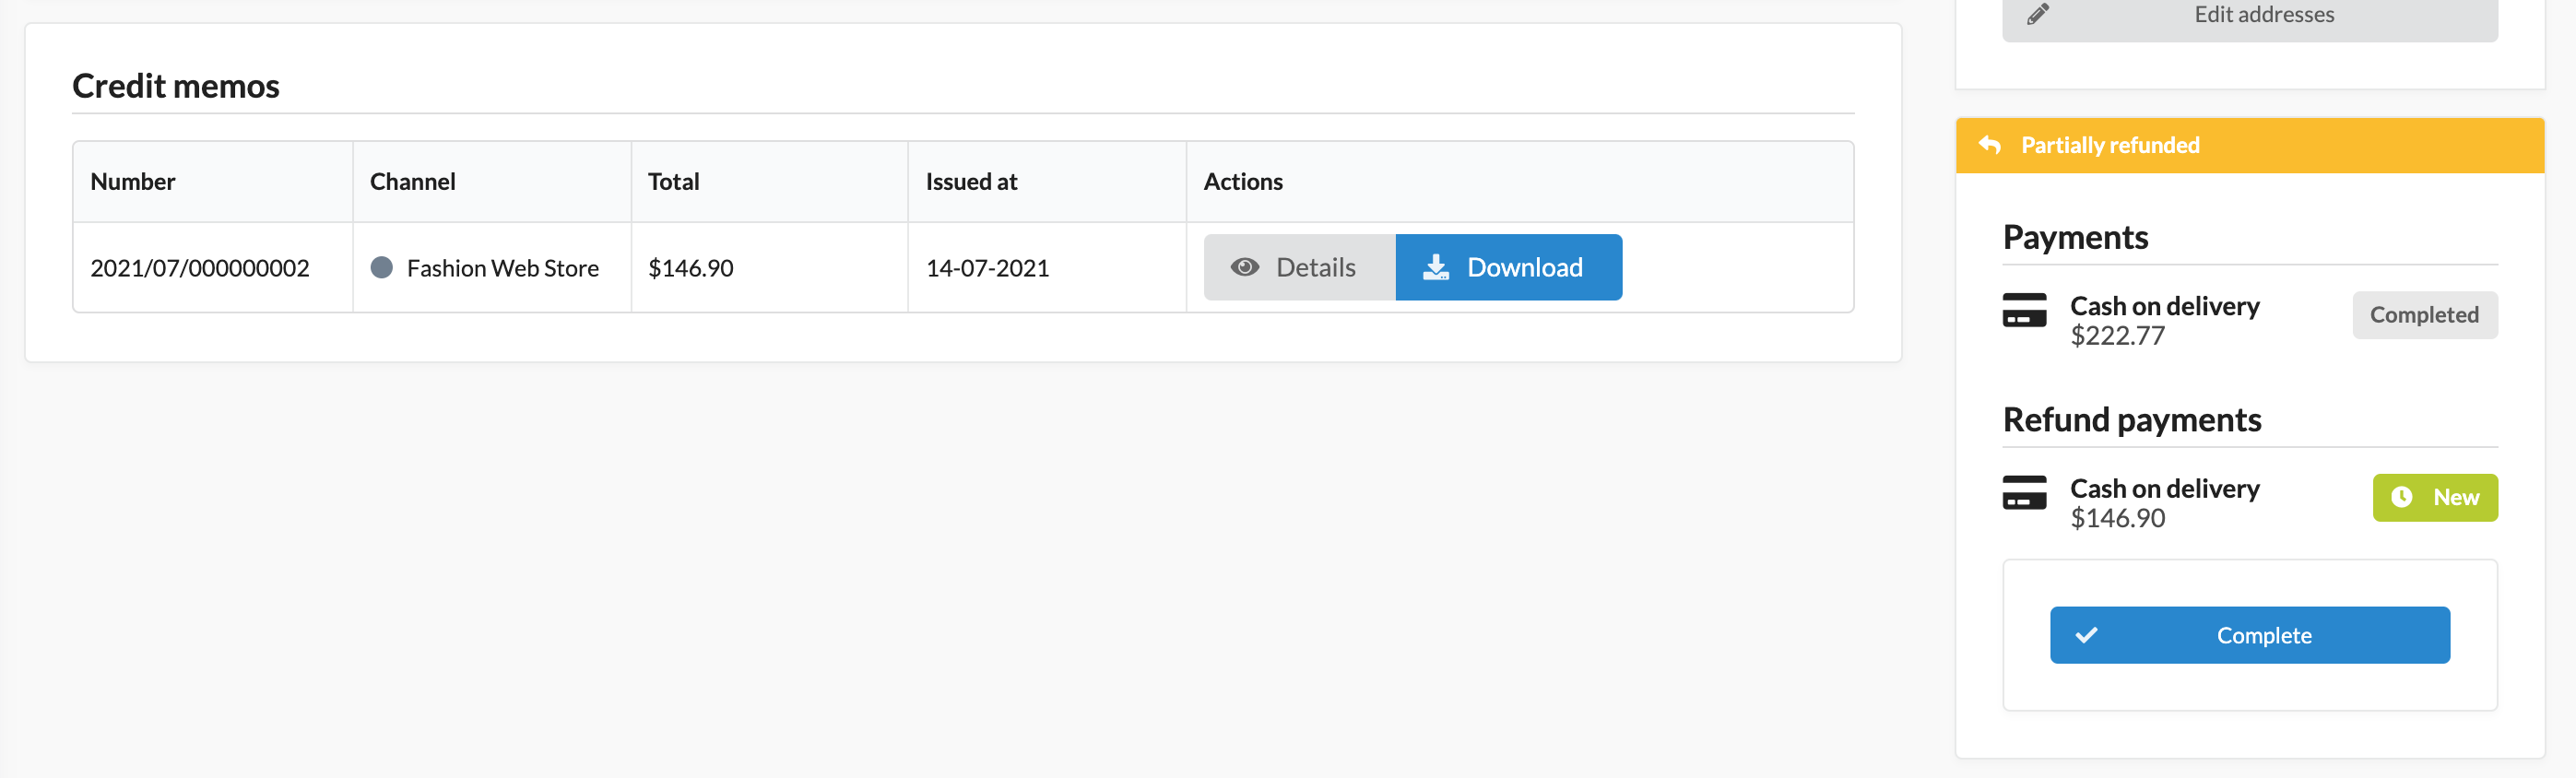 Credit memos
Number Channel Total Issued at Actions
2021/07/000000002 Fashion Web Store $146.90 14-07-2021 Details Download
Edit addresses
Partially refunded
Payments
Cash on delivery Completed
$222.77
Refund payments
Cash on delivery New
$146.90
Complete